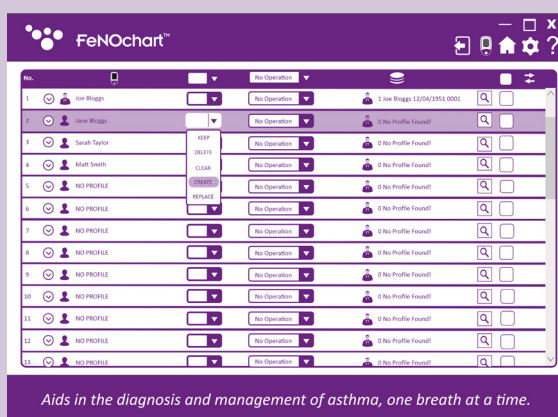 FeNOchart™
?
No. No Operation
1 Joe Bloggs No Operation 1 Joe Bloggs 12/04/1951 0001
2 Jane Bloggs No Operation 0 No Profile Found!
KEEP
3 Sarah Taylor No Operation 0 No Profile Found!
DELETE
4 Matt Smith No Operation 0 No Profile Found!
CLEAR
5 NO PROFILE CREATE No Operation 0 No Profile Found!
REPLACE
6 NO PROFILE No Operation 0 No Profile Found!
7 NO PROFILE No Operation 0 No Profile Found!
8 NO PROFILE No Operation 0 No Profile Found!
9 NO PROFILE No Operation 0 No Profile Found!
10 NO PROFILE No Operation 0 No Profile Found!
11 NO PROFILE No Operation 0 No Profile Found!
12 NO PROFILE No Operation 0 No Profile Found!
13 NO PROFILE No Operation 0 No Profile Found!
Aids in the diagnosis and management of asthma, one breath at a time.